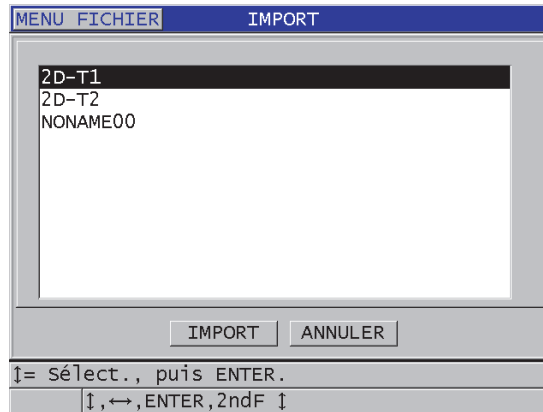 MENU FICHIER IMPORT
2D-T1
2D-T2
NONAME00
IMPORT ANNULER
↕= Sélect., puis ENTER.
↕,↔,ENTER,2ndF ↕